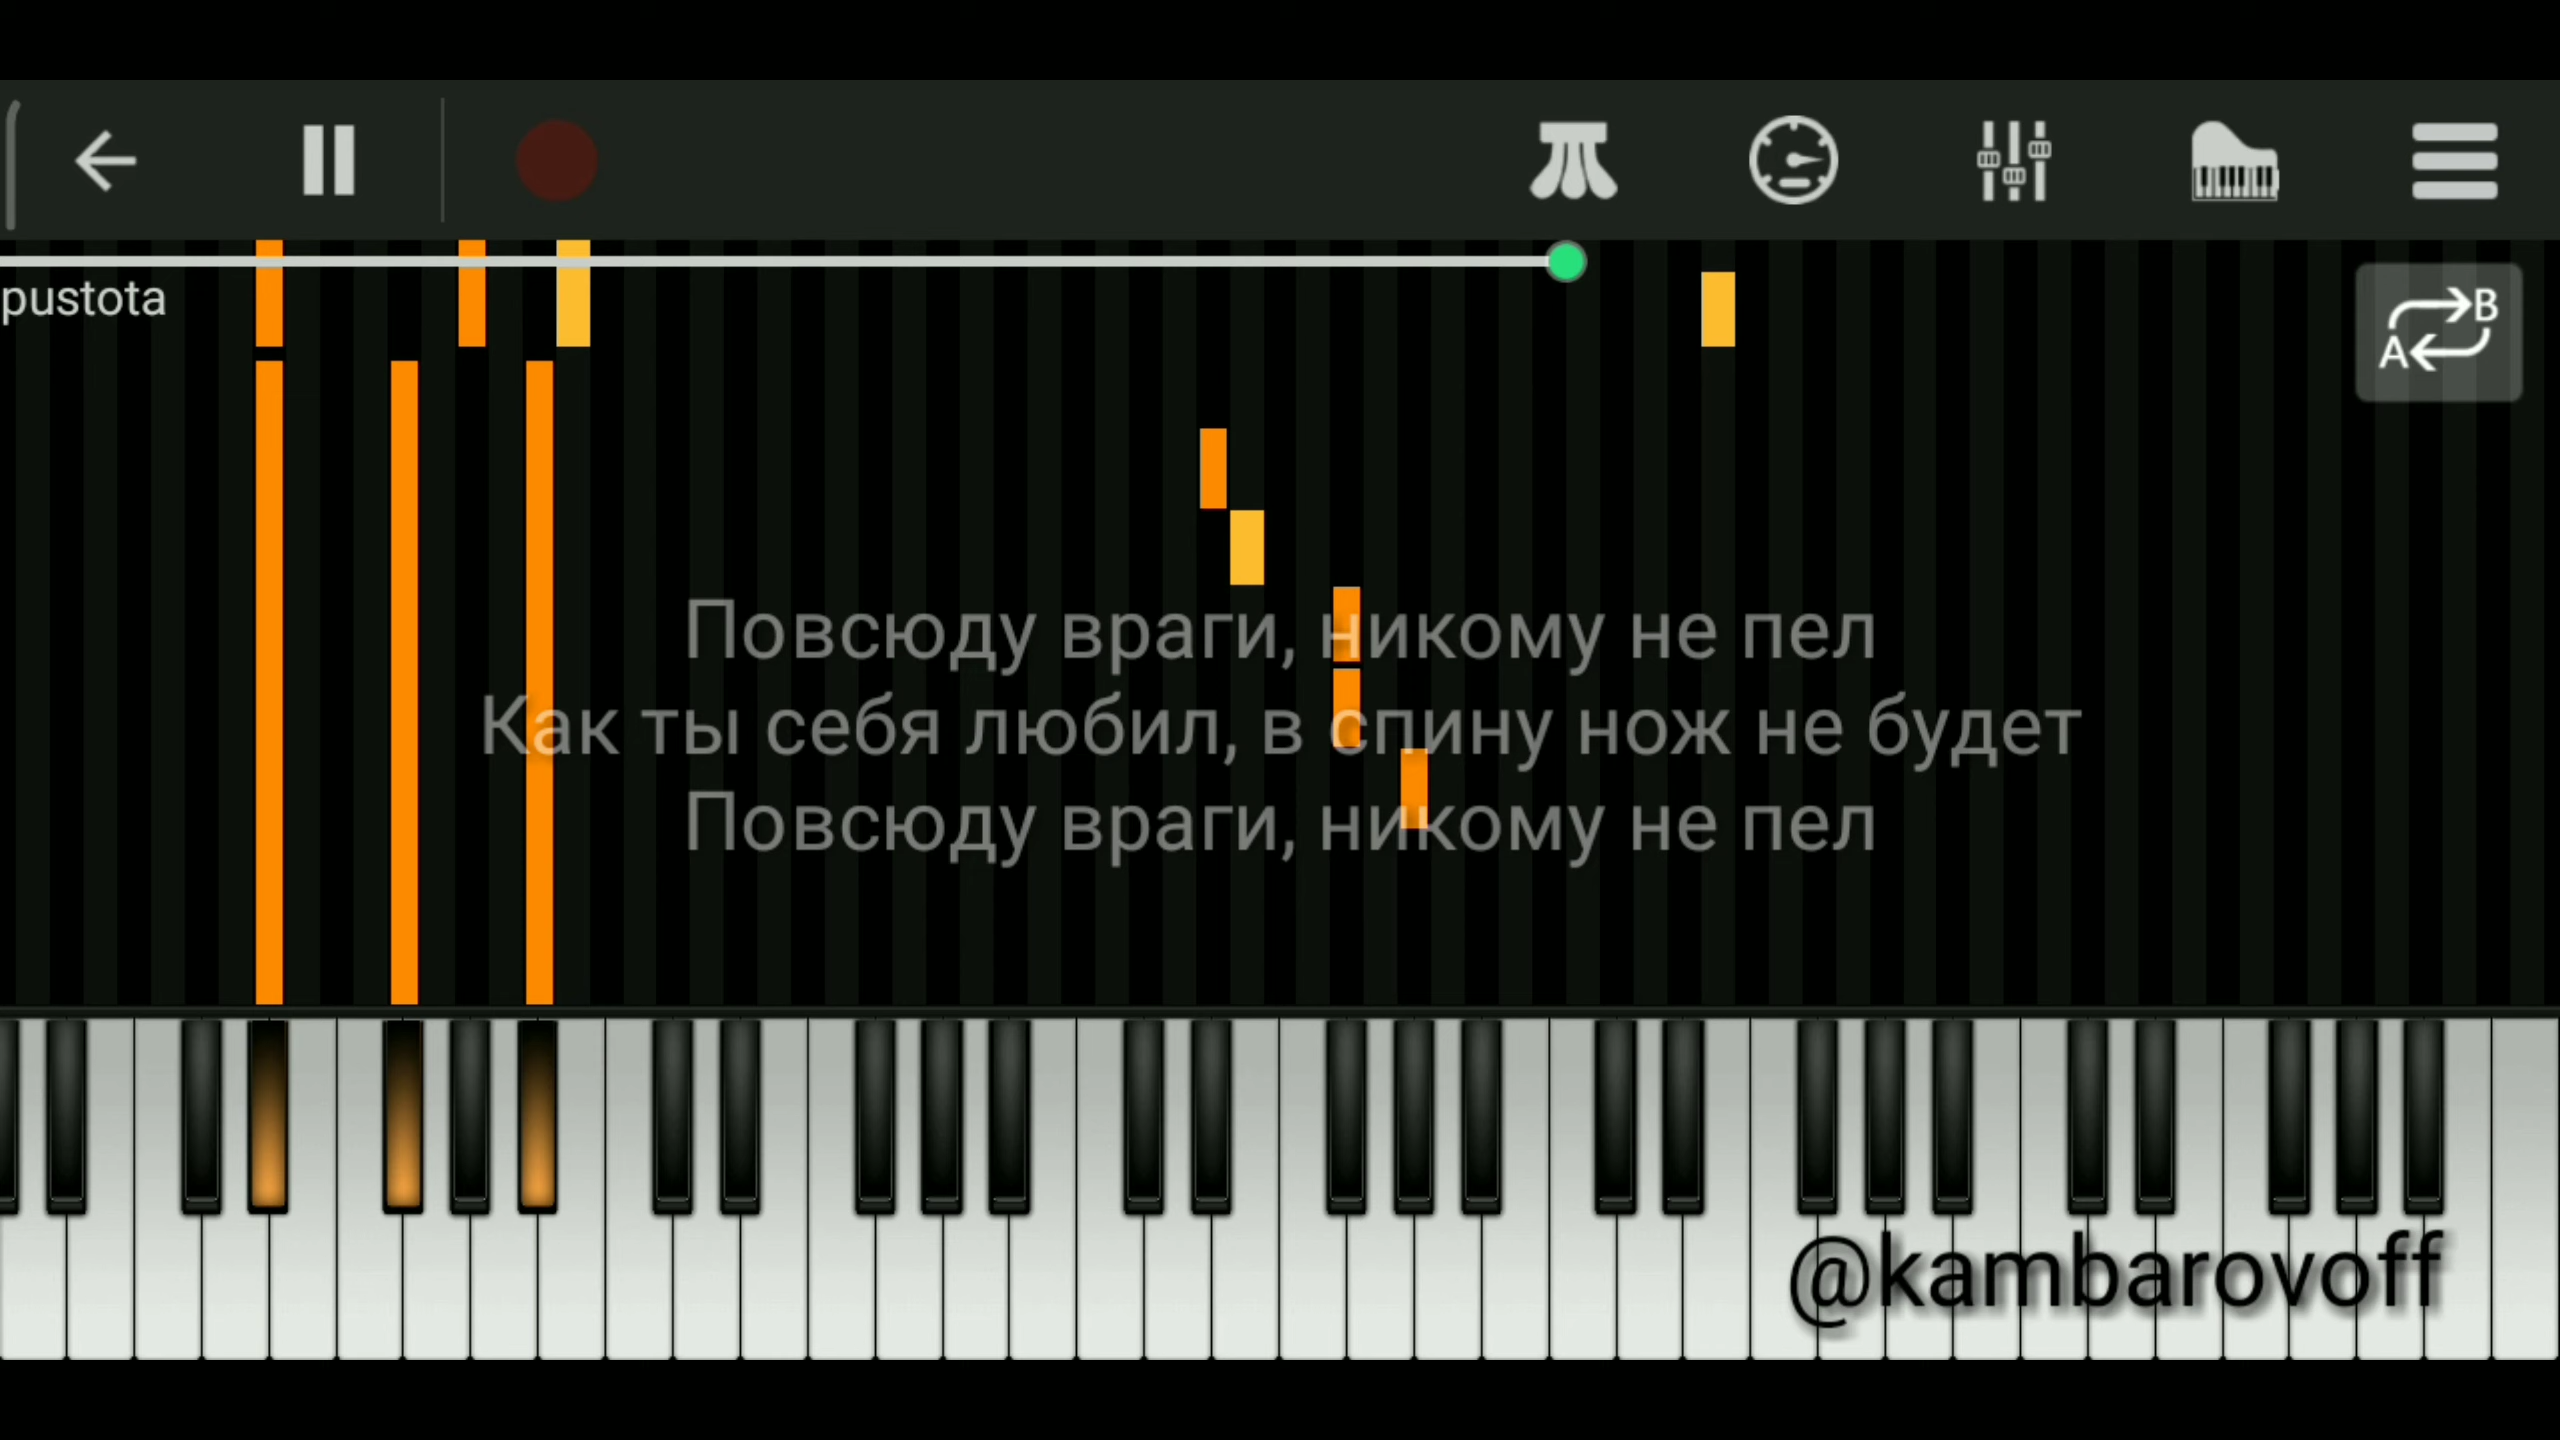 pustota
B
A
Повсюду враги, никому не пел
Как ты себя любил, в спину нож не будет
Повсюду враги, никому не пел
@kambarovoff